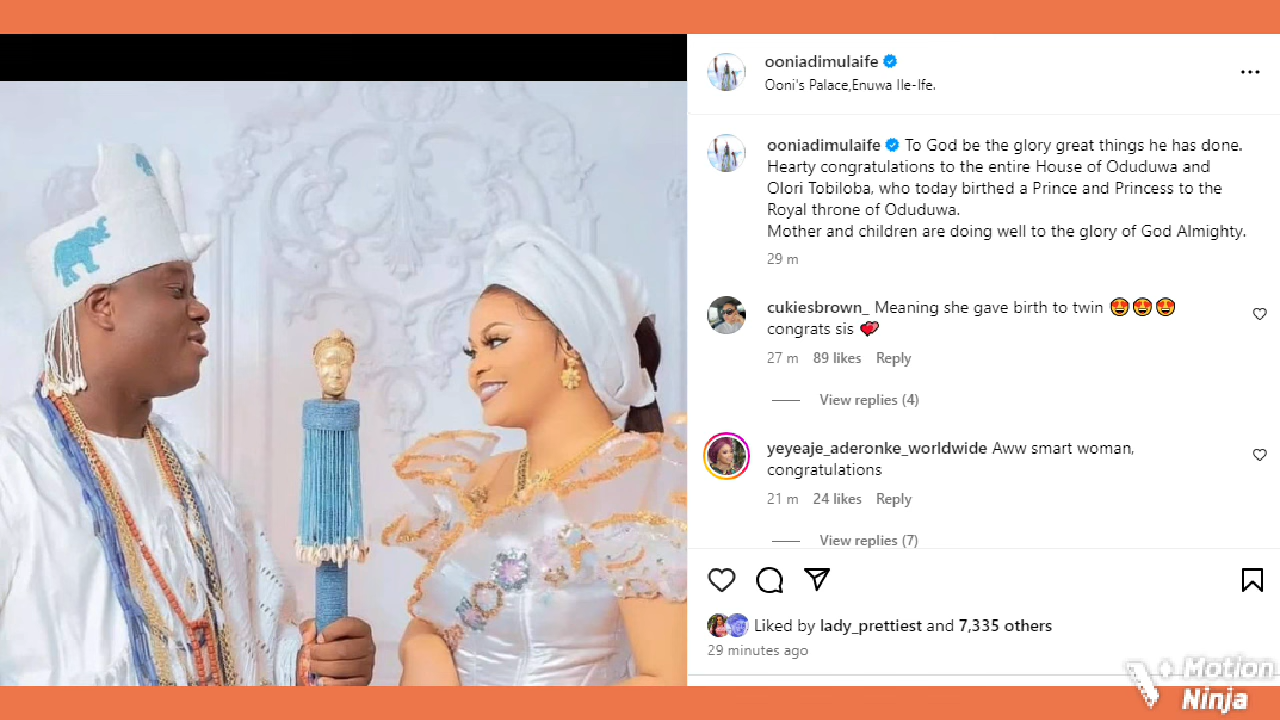 ooniadimulaife
Ooni's Palace,Enuwa Ile-Ife.
ooniadimulaife To God be the glory great things he has done.
Hearty congratulations to the entire House of Oduduwa and
Olori Tobiloba, who today birthed a Prince and Princess to the
Royal throne of Oduduwa.
Mother and children are doing well to the glory of God Almighty.
29 m
cukiesbrown_ Meaning she gave birth to twin 😍😍😍
congrats sis 💕
27 m 89 likes Reply
View replies (4)
yeyeaje_aderonke_worldwide Aww smart woman,
congratulations
21 m 24 likes Reply
View replies (7)
Liked by lady_prettiest and 7,335 others
29 minutes ago
Motion
Ninja